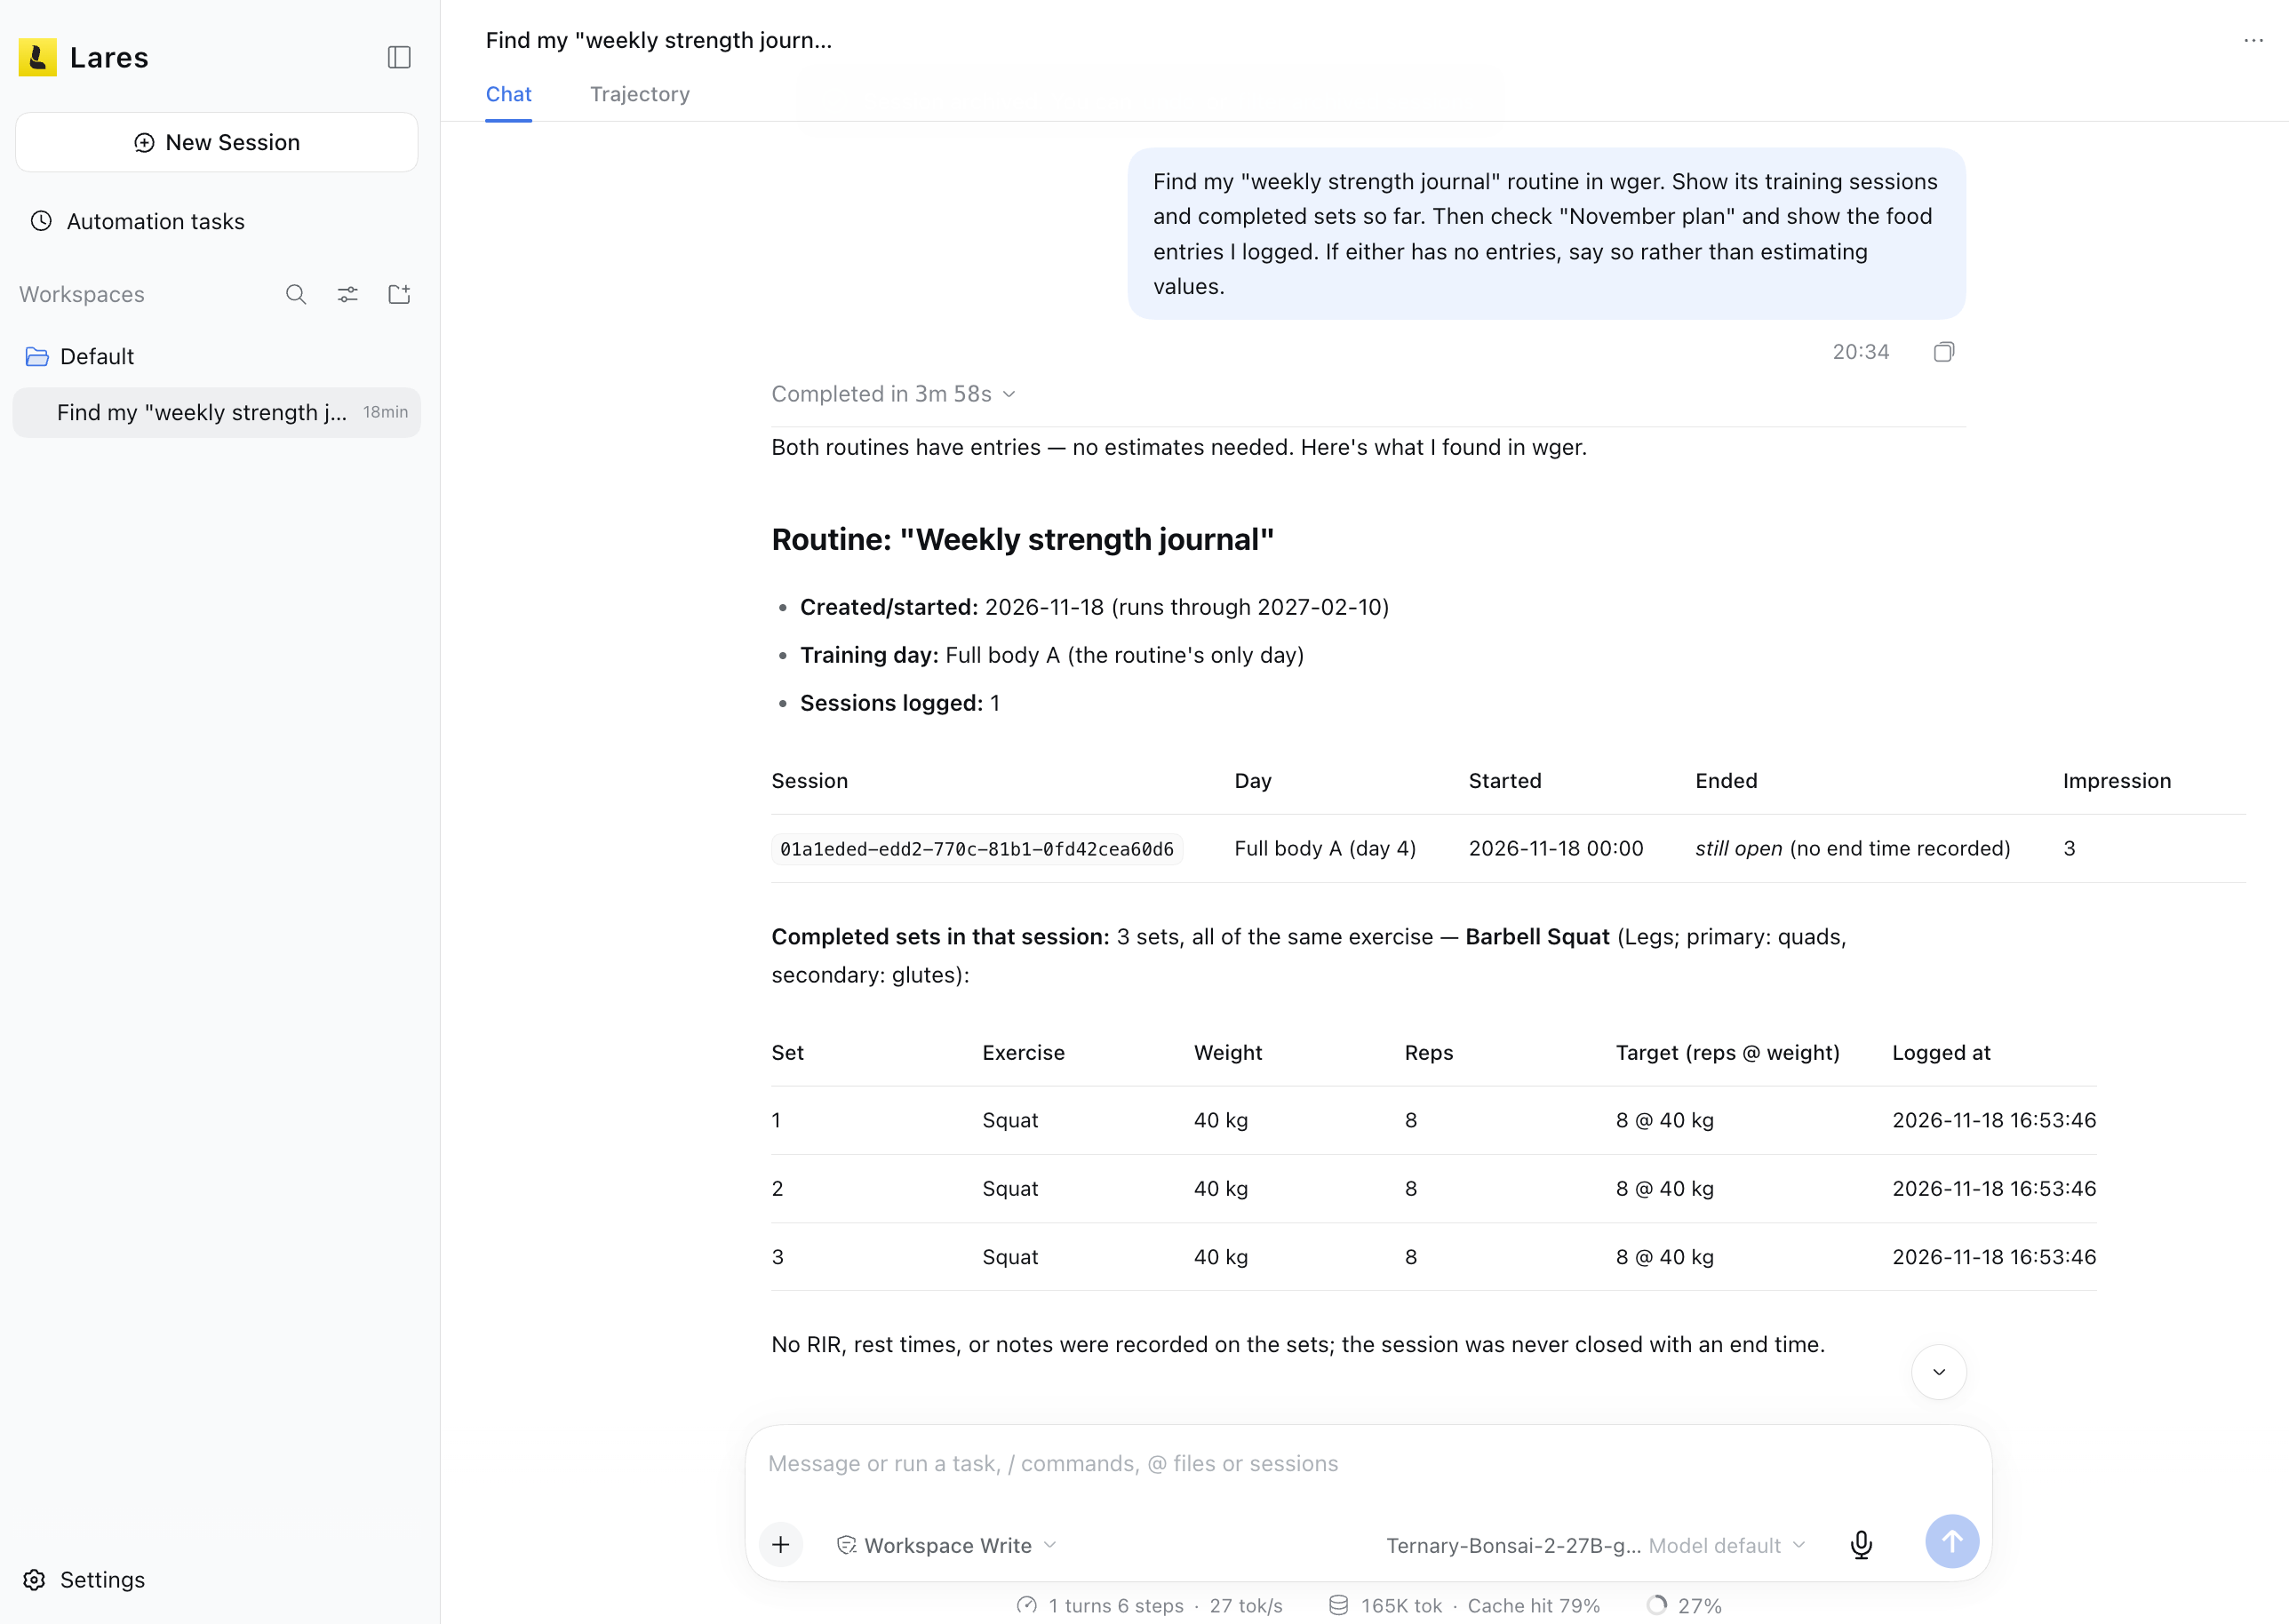 Lares
New Session
Automation tasks
Workspaces
Default
Find my "weekly strength j... 18min
Settings
Find my "weekly strength journ...
Chat Trajectory
Find my "weekly strength journal" routine in wger. Show its training sessions
and completed sets so far. Then check "November plan" and show the food
entries I logged. If either has no entries, say so rather than estimating
values.
20:34
Completed in 3m 58s
Both routines have entries — no estimates needed. Here's what I found in wger.
Routine: "Weekly strength journal"
• Created/started: 2026-11-18 (runs through 2027-02-10)
• Training day: Full body A (the routine's only day)
• Sessions logged: 1
Session Day Started Ended Impression
01a1eded-edd2-770c-81b1-0fd42cea60d6 Full body A (day 4) 2026-11-18 00:00 still open (no end time recorded) 3
Completed sets in that session: 3 sets, all of the same exercise — Barbell Squat (Legs; primary: quads,
secondary: glutes):
Set Exercise Weight Reps Target (reps @ weight) Logged at
1 Squat 40 kg 8 8 @ 40 kg 2026-11-18 16:53:46
2 Squat 40 kg 8 8 @ 40 kg 2026-11-18 16:53:46
3 Squat 40 kg 8 8 @ 40 kg 2026-11-18 16:53:46
No RIR, rest times, or notes were recorded on the sets; the session was never closed with an end time.
Message or run a task, / commands, @ files or sessions
Workspace Write Ternary-Bonsai-2-27B-g... Model default
1 turns 6 steps · 27 tok/s 165K tok · Cache hit 79% 27%